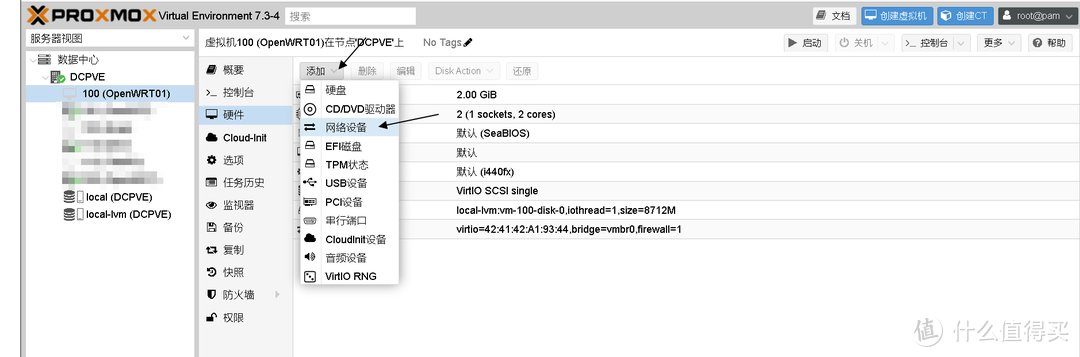 PROXMOX Virtual Environment 7.3-4 搜索 文档 创建虚拟机 创建CT root@pam
服务器视图
数据中心
DCPVE
100 (OpenWRT01)
local (DCPVE)
local-lvm (DCPVE)
虚拟机100 (OpenWRT01)在节点'DCPVE'上 No Tags 启动 关机 控制台 更多 帮助
概要
控制台
硬件
Cloud-Init
选项
任务历史
监视器
备份
复制
快照
防火墙
权限
添加 删除 编辑 Disk Action 还原
硬盘
CD/DVD驱动器
网络设备
EFI磁盘
TPM状态
USB设备
PCI设备
串行端口
CloudInit设备
音频设备
VirtIO RNG
2.00 GiB
2 (1 sockets, 2 cores)
默认 (SeaBIOS)
默认
默认 (i440fx)
VirtIO SCSI single
local-lvm:vm-100-disk-0,iothread=1,size=8712M
virtio=42:41:42:A1:93:44,bridge=vmbr0,firewall=1
值 什么值得买